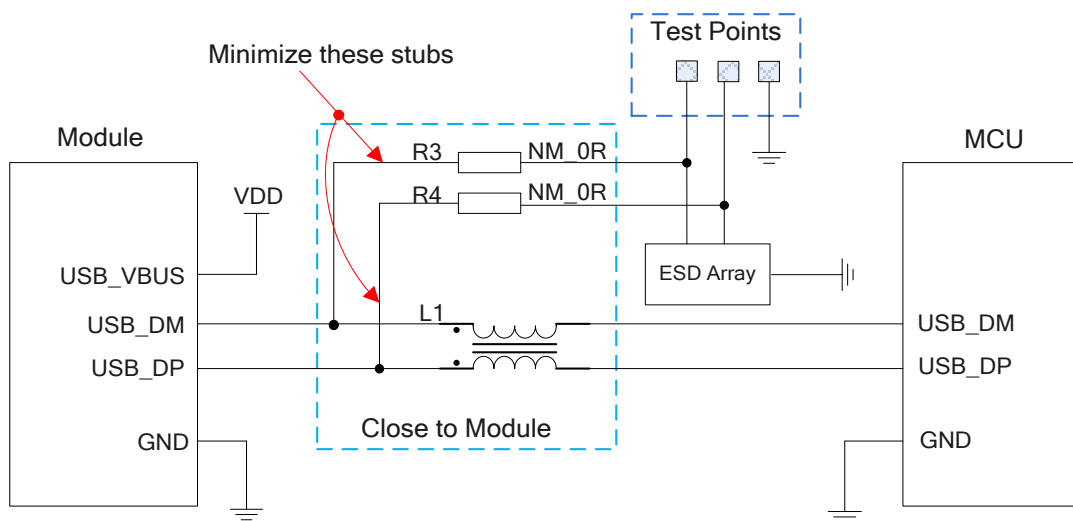 Test Points
Minimize these stubs
Module
MCU
R3
NM_0R
R4
NM_0R
VDD
ESD Array
USB_VBUS
USB_DM
L1
USB_DM
USB_DP
USB_DP
Close to Module
GND
GND